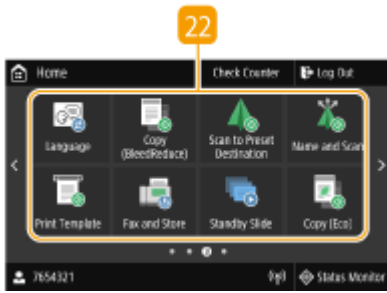 22
Home
Check Counter
Log Out
Language
Copy
(BleedReduce)
Scan to Preset
Destination
Name and Scan
Print Template
Fax and Store
Standby Slide
Copy (Eco)
7654321
Status Monitor